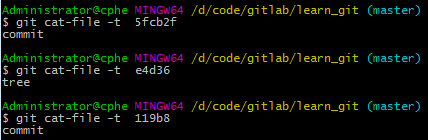 Administrator@cphe MINGW64 /d/code/gitlab/learn_git (master)
$ git cat-file -t  5fcb2f
commit
Administrator@cphe MINGW64 /d/code/gitlab/learn_git (master)
$ git cat-file -t  e4d36
tree
Administrator@cphe MINGW64 /d/code/gitlab/learn_git (master)
$ git cat-file -t  119b8
commit